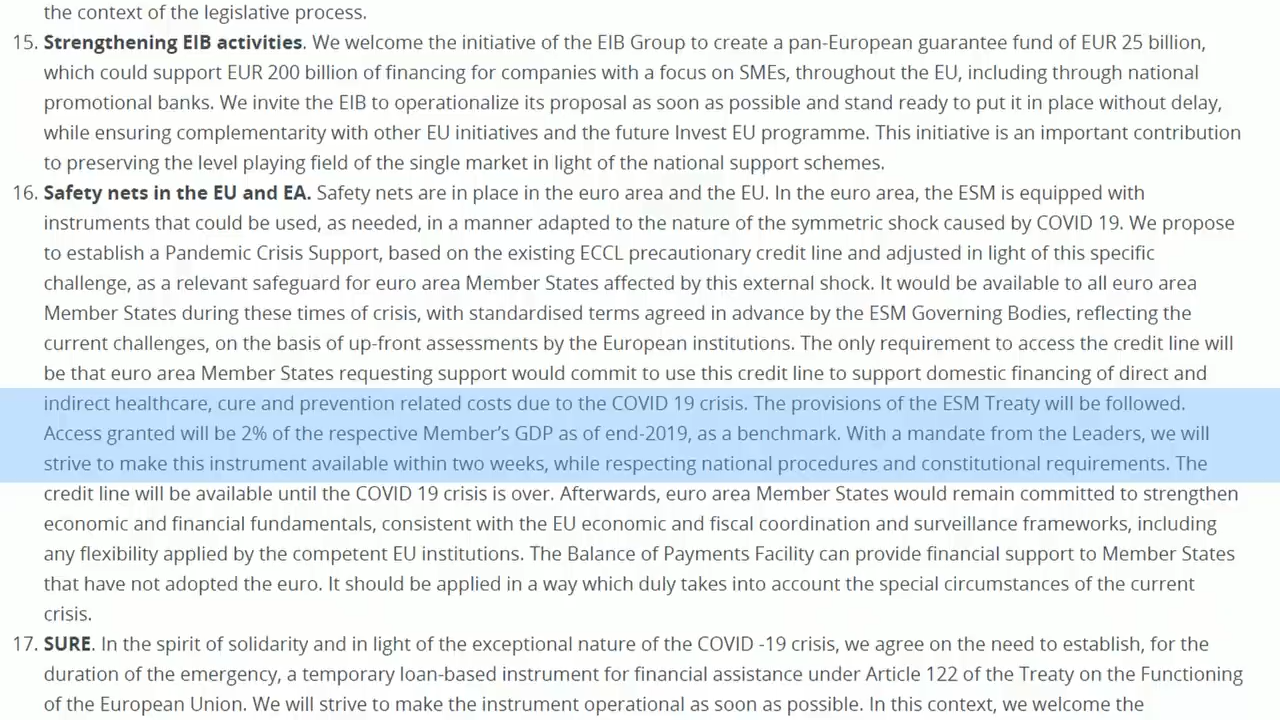 the context of the legislative process.
15. Strengthening EIB activities. We welcome the initiative of the EIB Group to create a pan-European guarantee fund of EUR 25 billion,
which could support EUR 200 billion of financing for companies with a focus on SMEs, throughout the EU, including through national
promotional banks. We invite the EIB to operationalize its proposal as soon as possible and stand ready to put it in place without delay,
while ensuring complementarity with other EU initiatives and the future Invest EU programme. This initiative is an important contribution
to preserving the level playing field of the single market in light of the national support schemes.
16. Safety nets in the EU and EA. Safety nets are in place in the euro area and the EU. In the euro area, the ESM is equipped with
instruments that could be used, as needed, in a manner adapted to the nature of the symmetric shock caused by COVID 19. We propose
to establish a Pandemic Crisis Support, based on the existing ECCL precautionary credit line and adjusted in light of this specific
challenge, as a relevant safeguard for euro area Member States affected by this external shock. It would be available to all euro area
Member States during these times of crisis, with standardised terms agreed in advance by the ESM Governing Bodies, reflecting the
current challenges, on the basis of up-front assessments by the European institutions. The only requirement to access the credit line will
be that euro area Member States requesting support would commit to use this credit line to support domestic financing of direct and
indirect healthcare, cure and prevention related costs due to the COVID 19 crisis. The provisions of the ESM Treaty will be followed.
Access granted will be 2% of the respective Member's GDP as of end-2019, as a benchmark. With a mandate from the Leaders, we will
strive to make this instrument available within two weeks, while respecting national procedures and constitutional requirements. The
credit line will be available until the COVID 19 crisis is over. Afterwards, euro area Member States would remain committed to strengthen
economic and financial fundamentals, consistent with the EU economic and fiscal coordination and surveillance frameworks, including
any flexibility applied by the competent EU institutions. The Balance of Payments Facility can provide financial support to Member States
that have not adopted the euro. It should be applied in a way which duly takes into account the special circumstances of the current
crisis.
17. SURE. In the spirit of solidarity and in light of the exceptional nature of the COVID -19 crisis, we agree on the need to establish, for the
duration of the emergency, a temporary loan-based instrument for financial assistance under Article 122 of the Treaty on the Functioning
of the European Union. We will strive to make the instrument operational as soon as possible. In this context, we welcome the